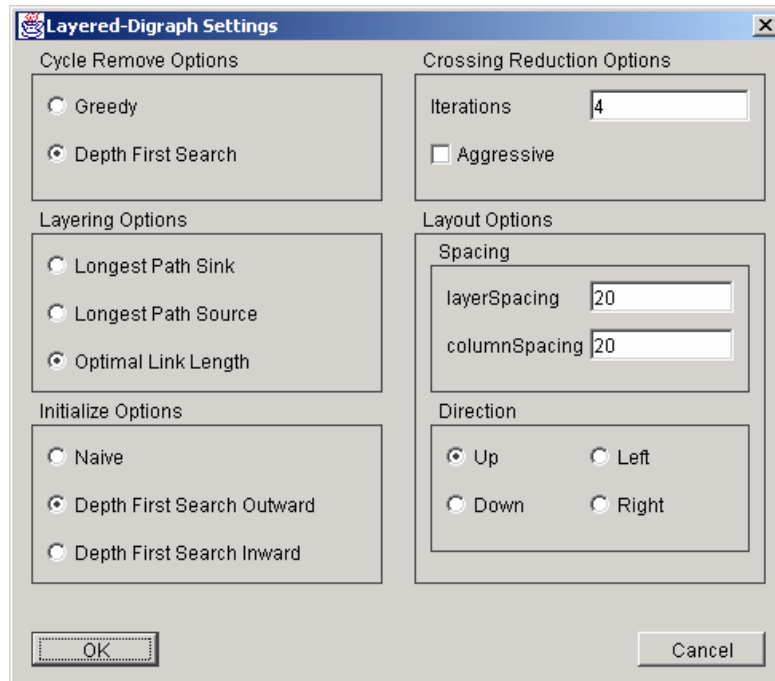 Layered-Digraph Settings
Cycle Remove Options
Greedy
Depth First Search
Layering Options
Longest Path Sink
Longest Path Source
Optimal Link Length
Initialize Options
Naive
Depth First Search Outward
Depth First Search Inward
Crossing Reduction Options
Iterations 4
Aggressive
Layout Options
Spacing
layerSpacing 20
columnSpacing 20
Direction
Up Left
Down Right
OK Cancel